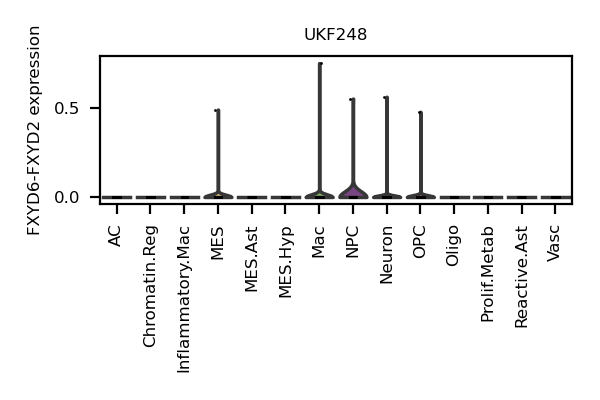 UKF248
FXYD6-FXYD2 expression
0.5
0.0
AC
Chromatin.Reg
Inflammatory.Mac
MES
MES.Ast
MES.Hyp
Mac
NPC
Neuron
OPC
Oligo
Prolif.Metab
Reactive.Ast
Vasc